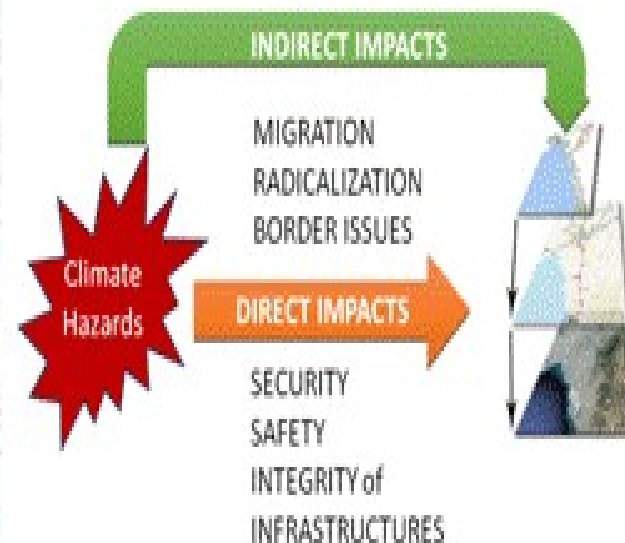 INDIRECT IMPACTS
MIGRATION
RADICALIZATION
BORDER ISSUES
Climate
Hazards
DIRECT IMPACTS
SECURITY
SAFETY
INTEGRITY of
INFRASTRUCTURES